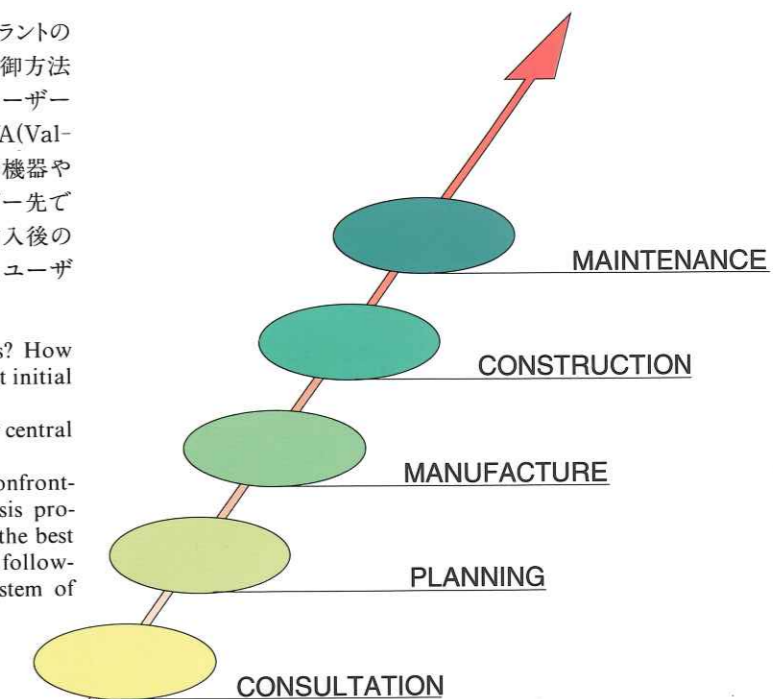 ラントの
御方法
ーザー
A(Val-
機器や
ー先で
入後の
ユーザ
s? How
t initial
central
onfront-
sis pro-
the best
follow-
stem of
MAINTENANCE
CONSTRUCTION
MANUFACTURE
PLANNING
CONSULTATION